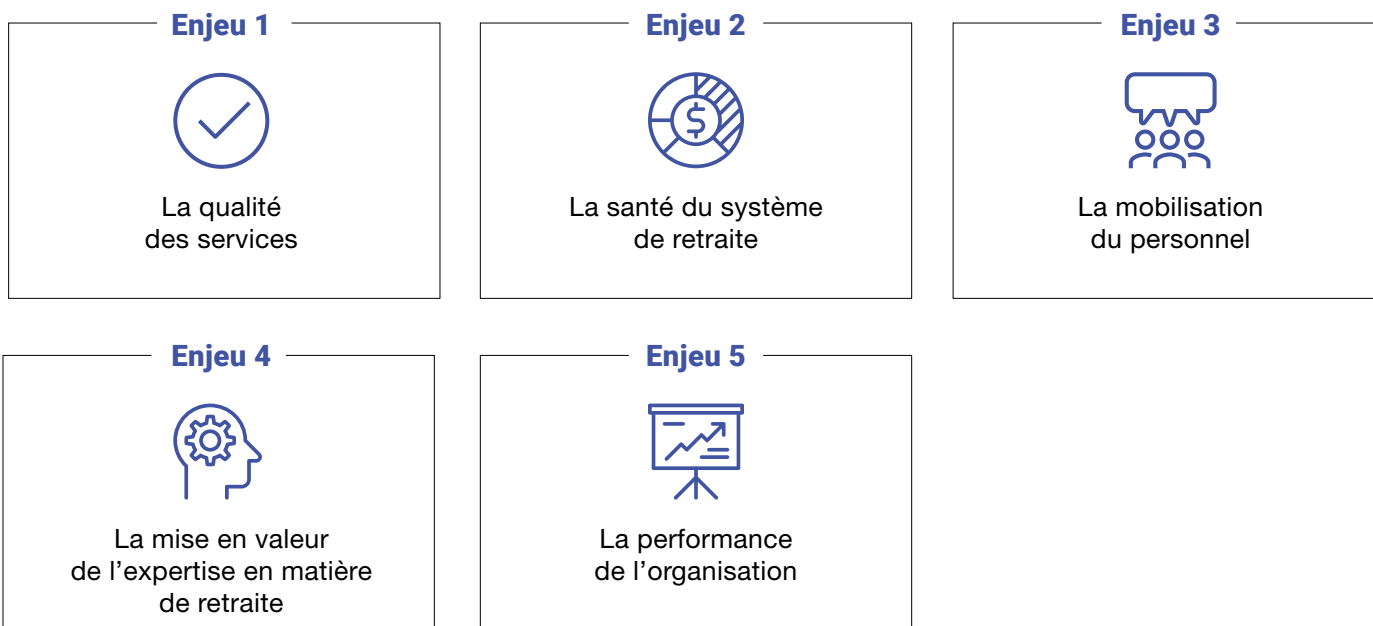 Enjeu 1
La qualité
des services
Enjeu 2
$
La santé du système
de retraite
Enjeu 3
La mobilisation
du personnel
Enjeu 4
La mise en valeur
de l’expertise en matière
de retraite
Enjeu 5
La performance
de l’organisation